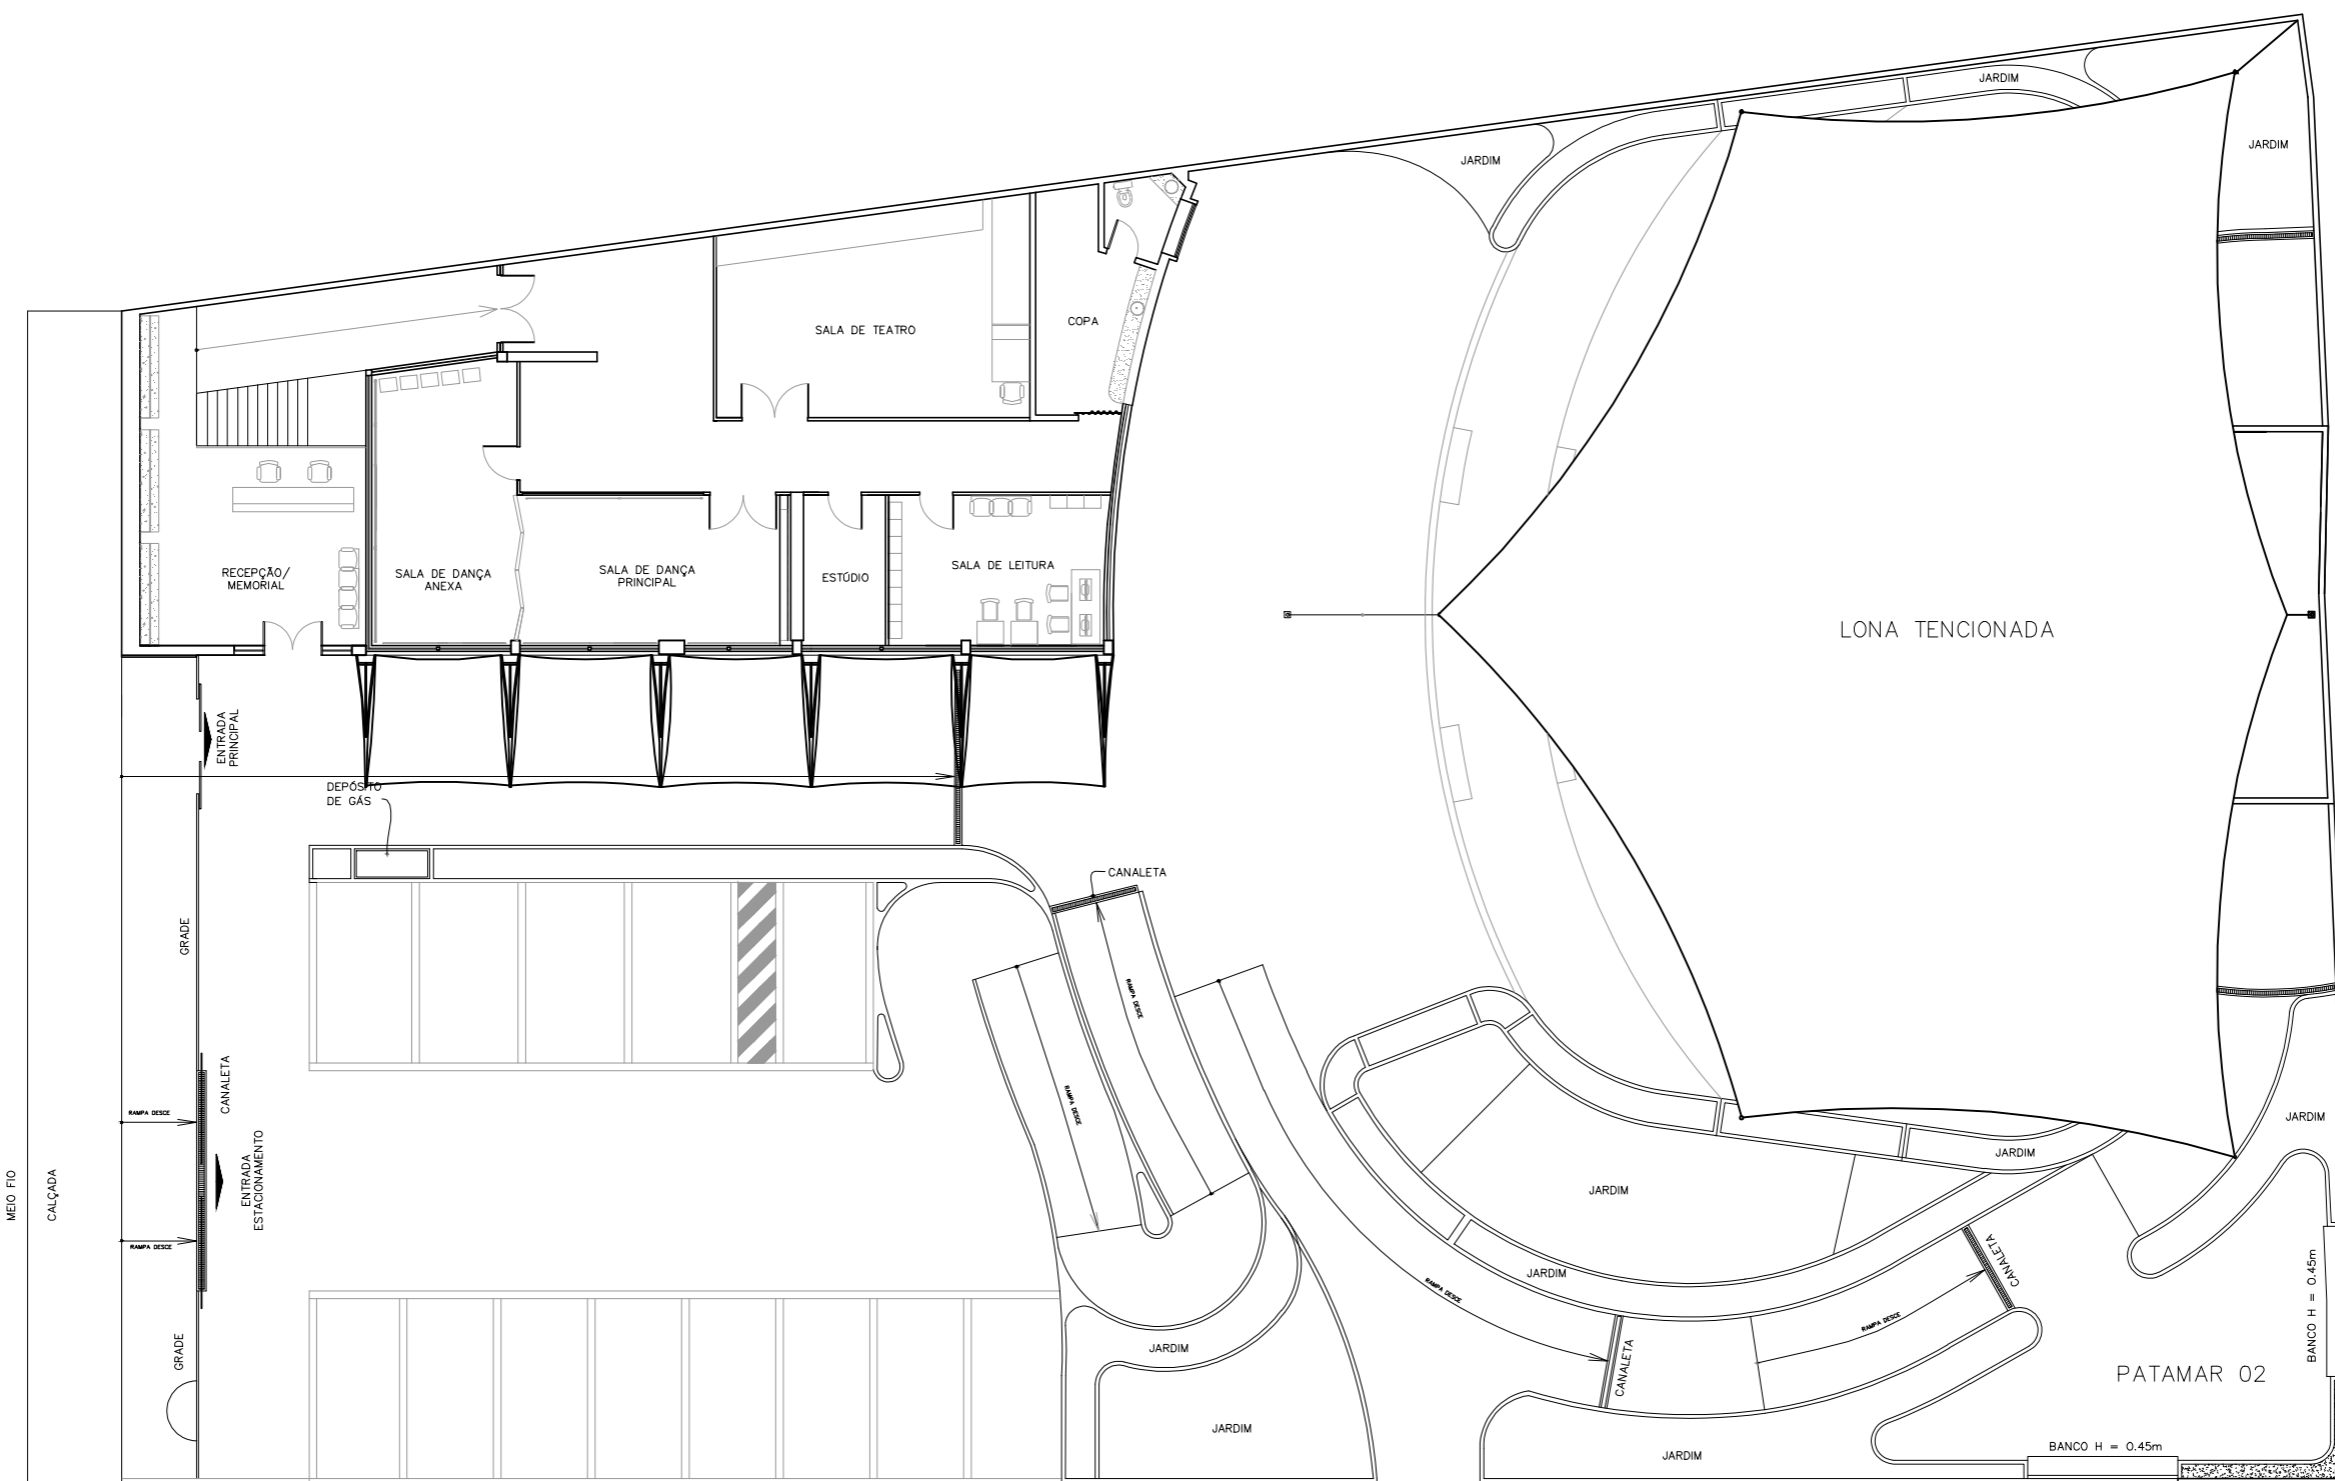 JARDIM
JARDIM
JARDIM
SALA DE TEATRO
COPA
RECEPÇÃO/
MEMORIAL
SALA DE DANÇA
ANEXA
SALA DE DANÇA
PRINCIPAL
ESTÚDIO
SALA DE LEITURA
LONA TENCIONADA
ENTRADA
PRINCIPAL
DEPÓSITO
DE GÁS
CANALETA
GRADE
RAMPA DESCE
RAMPA DESCE
CANALETA
RAMPA DESCE
ENTRADA
ESTACIONAMENTO
RAMPA DESCE
MEIO FIO
CALÇADA
GRADE
JARDIM
JARDIM
JARDIM
JARDIM
RAMPA DESCE
CANALETA
RAMPA DESCE
CANALETA
JARDIM
JARDIM
JARDIM
PATAMAR 02
BANCO H = 0.45m
BANCO H = 0.45m